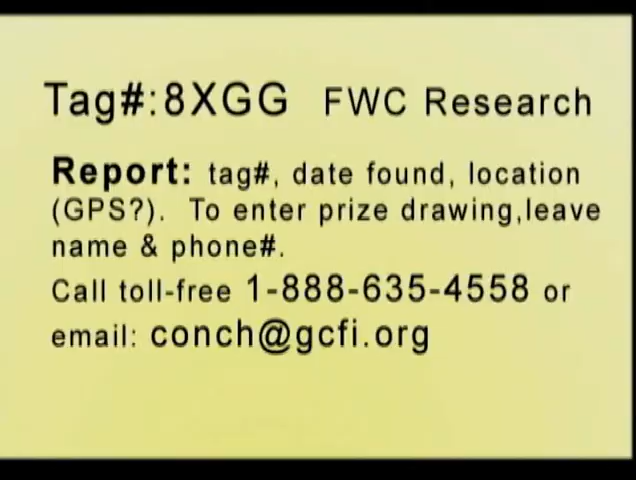 Tag#:8XGG FWC Research
Report: tag#, date found, location
(GPS?). To enter prize drawing,leave
name & phone#.
Call toll-free 1-888-635-4558 or
email: conch@gcfi.org